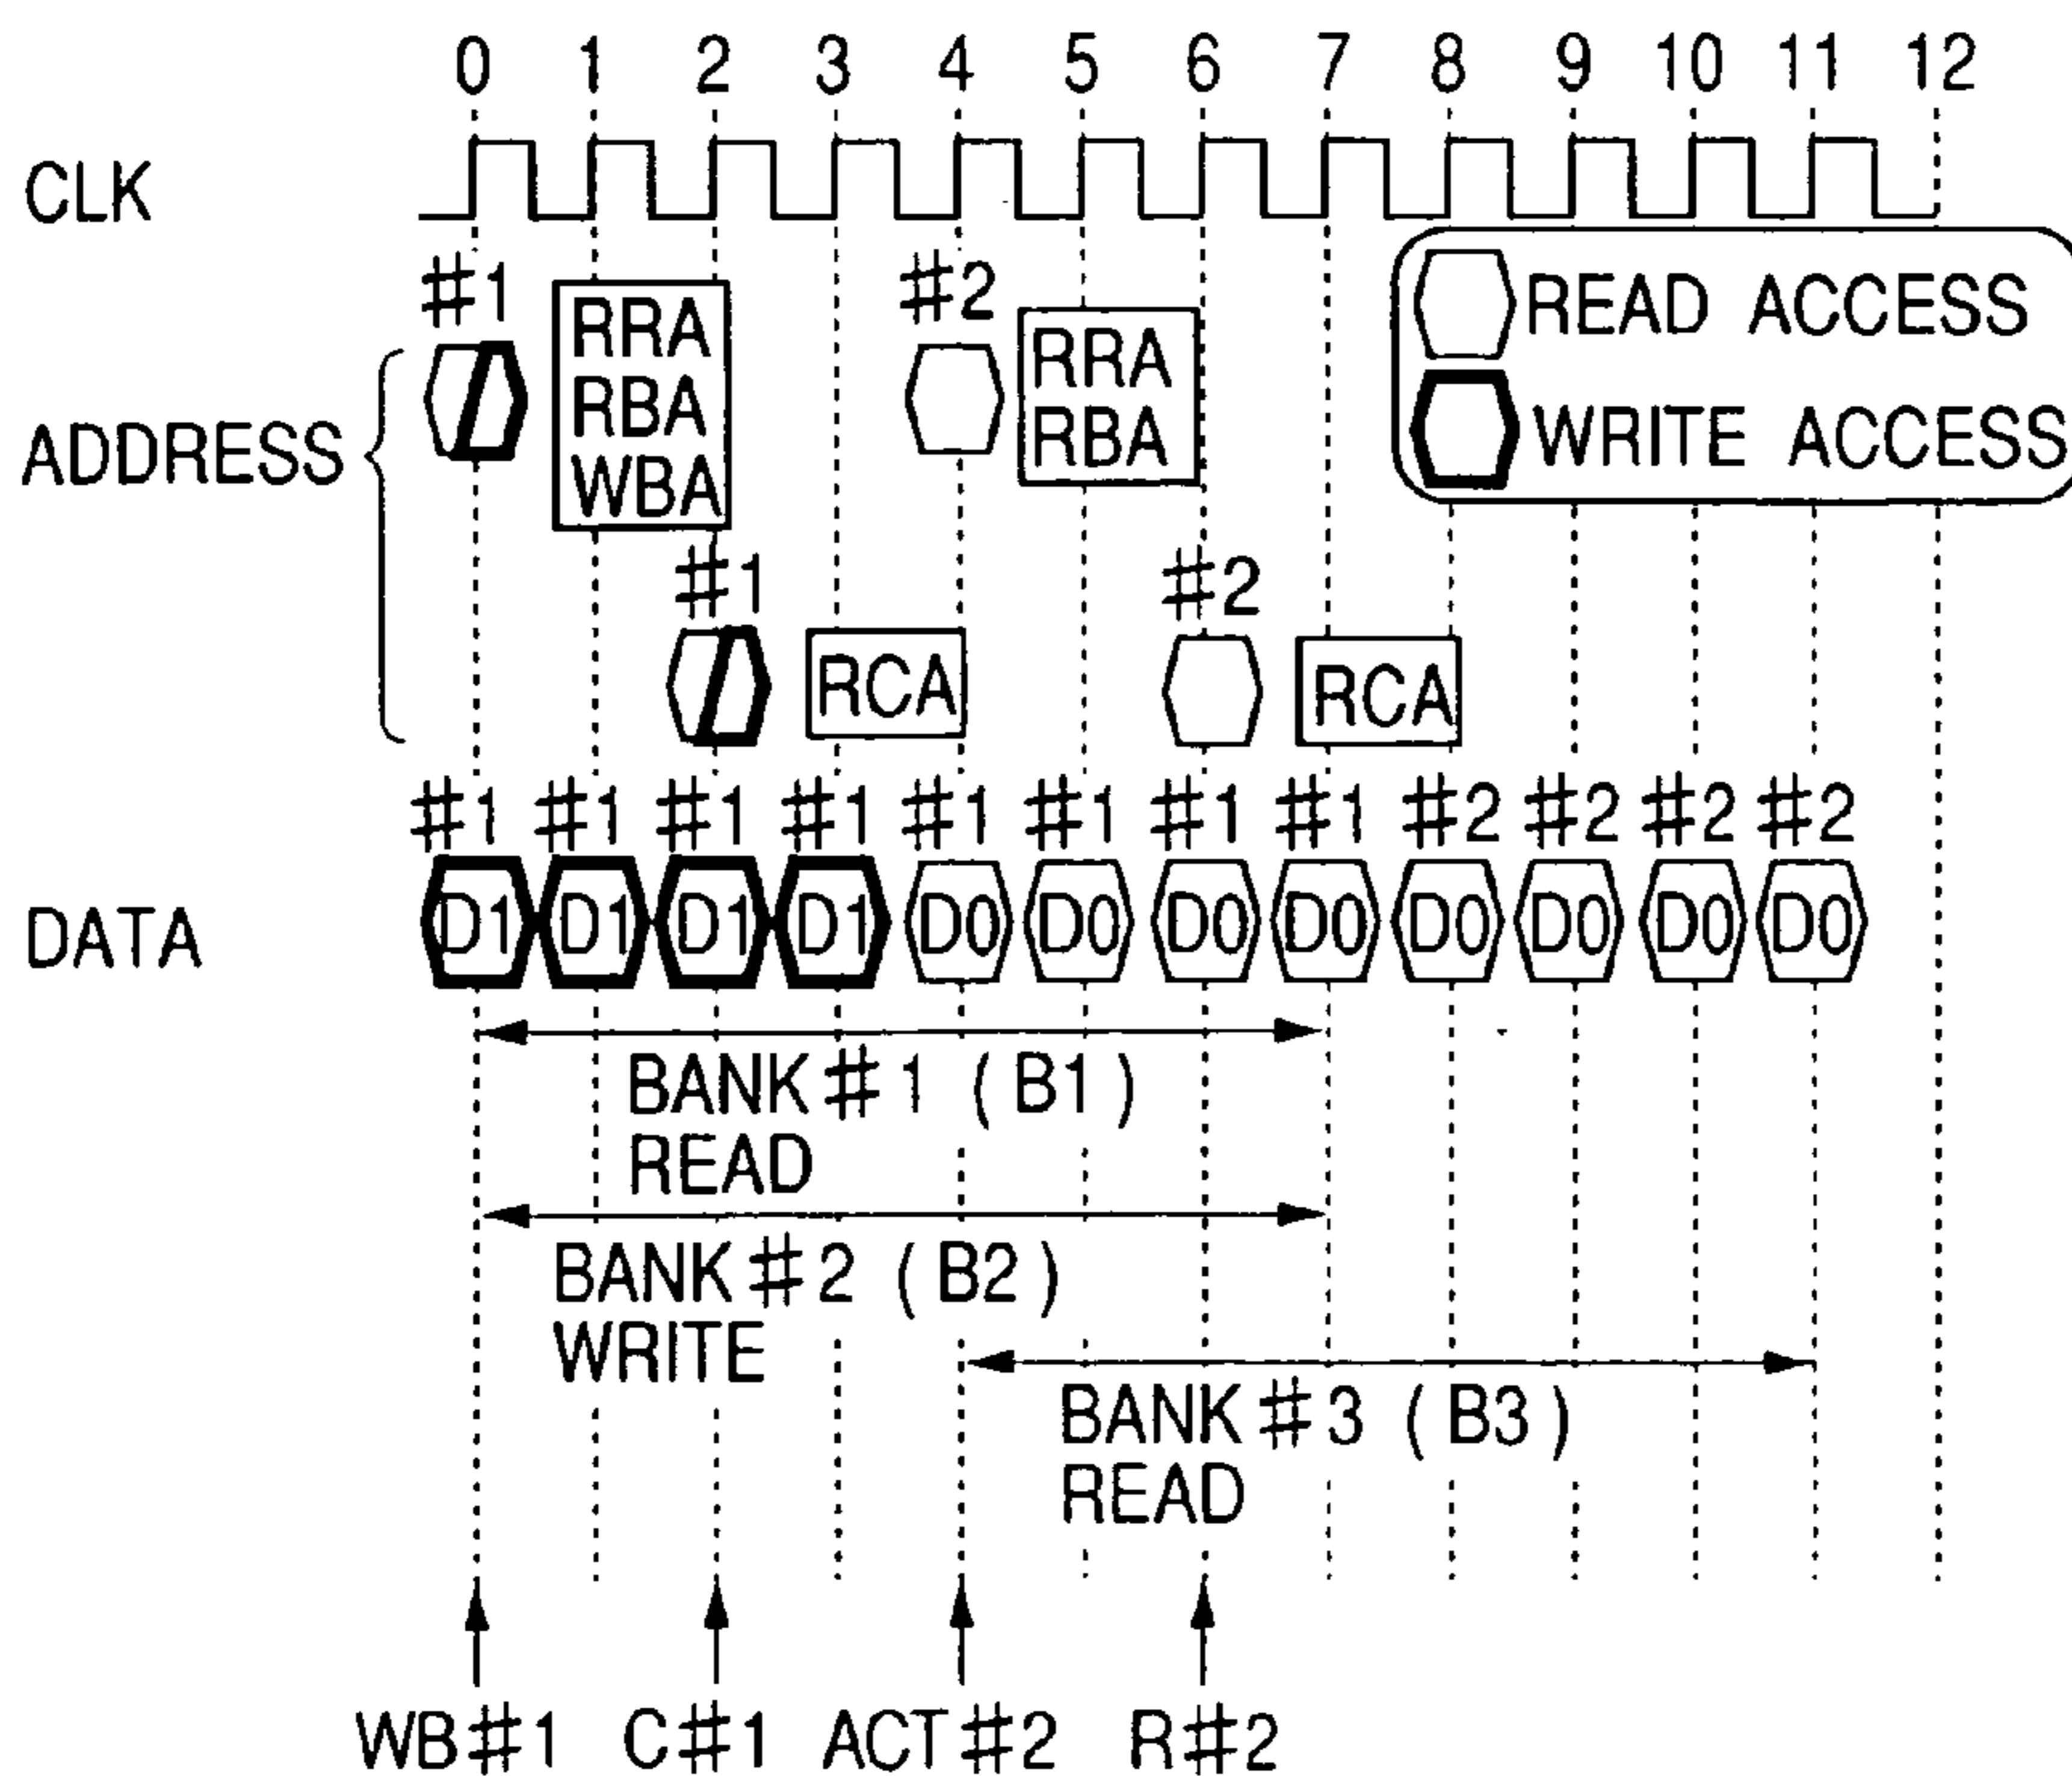 0 1 2 3 4 5 6 7 8 9 10 11 12
CLK
#1 #2
READ ACCESS
WRITE ACCESS
RRA
RBA
WBA
RRA
RBA
ADDRESS
#1 #2
RCA RCA
#1 #1 #1 #1 #1 #1 #1 #1 #2 #2 #2 #2
DATA D1 D1 D1 D1 D0 D0 D0 D0 D0 D0 D0 D0
BANK #1 (B1)
READ
BANK #2 (B2)
WRITE
BANK #3 (B3)
READ
WB#1 C#1 ACT#2 R#2